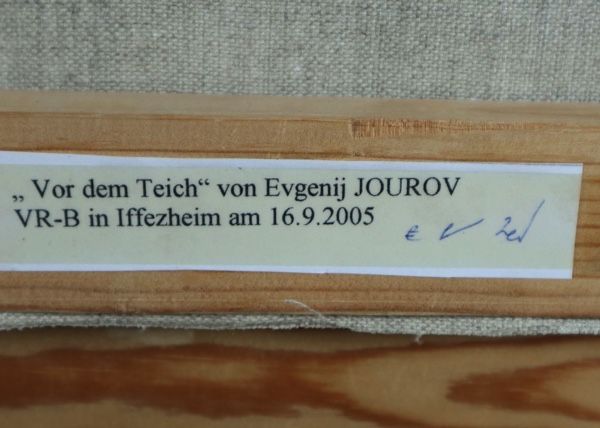 „ Vor dem Teich“ von Evgenij JOUROV
VR-B in Iffezheim am 16.9.2005
€ ✓